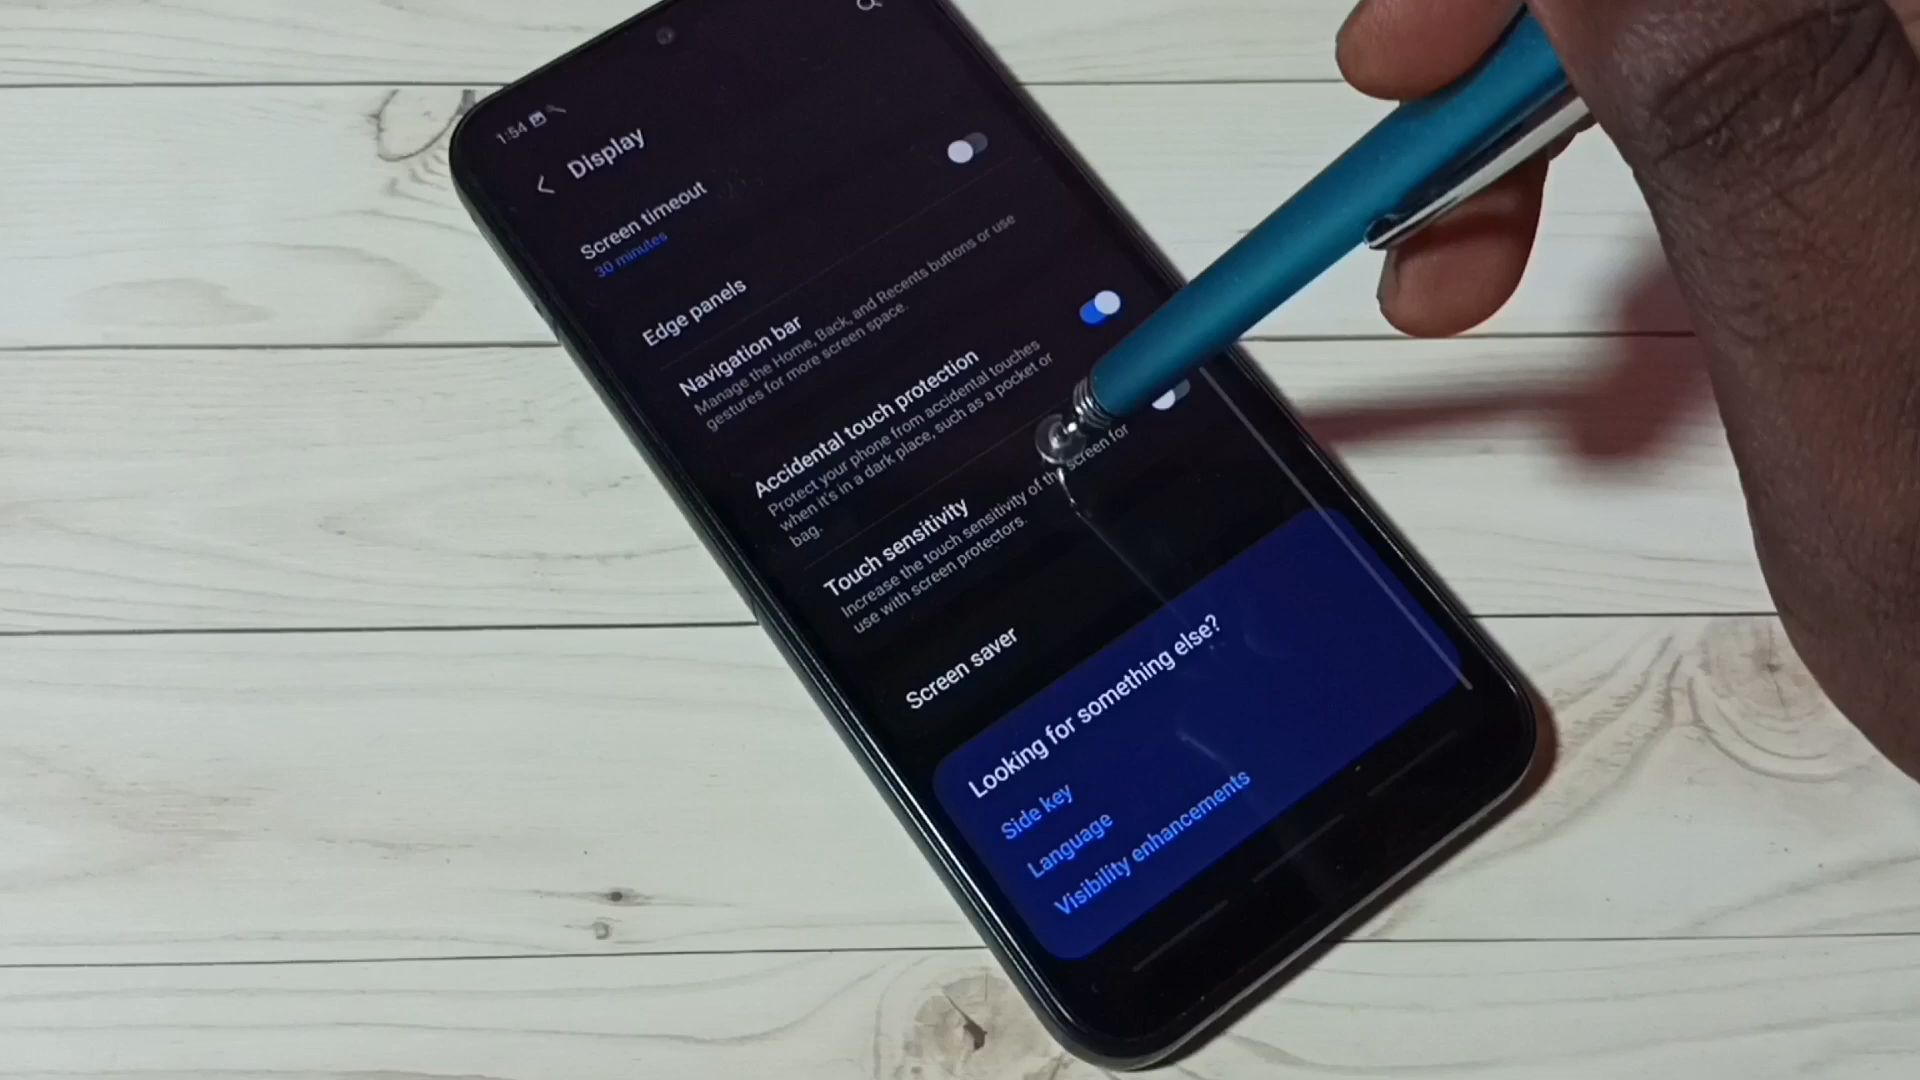 1:54
Display
Screen timeout
30 minutes
Edge panels
Navigation bar
Manage the Home, Back, and Recents buttons or use
gestures for more screen space.
Accidental touch protection
Protect your phone from accidental touches
when it's in a dark place, such as a pocket or
bag.
Touch sensitivity
Increase the touch sensitivity of the screen for
use with screen protectors.
Screen saver
Looking for something else?
Side key
Language
Visibility enhancements